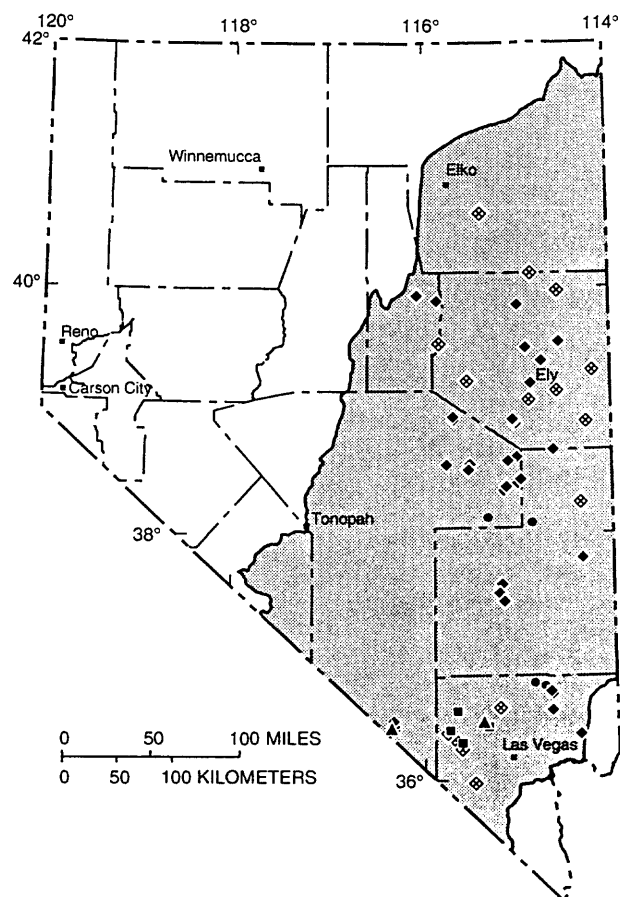 120°
118°
116°
114°
42°
Winnemucca
Elko
40°
Reno
Carson City
Ely
Tonopah
38°
0 50 100 MILES
Las Vegas
0 50 100 KILOMETERS
36°